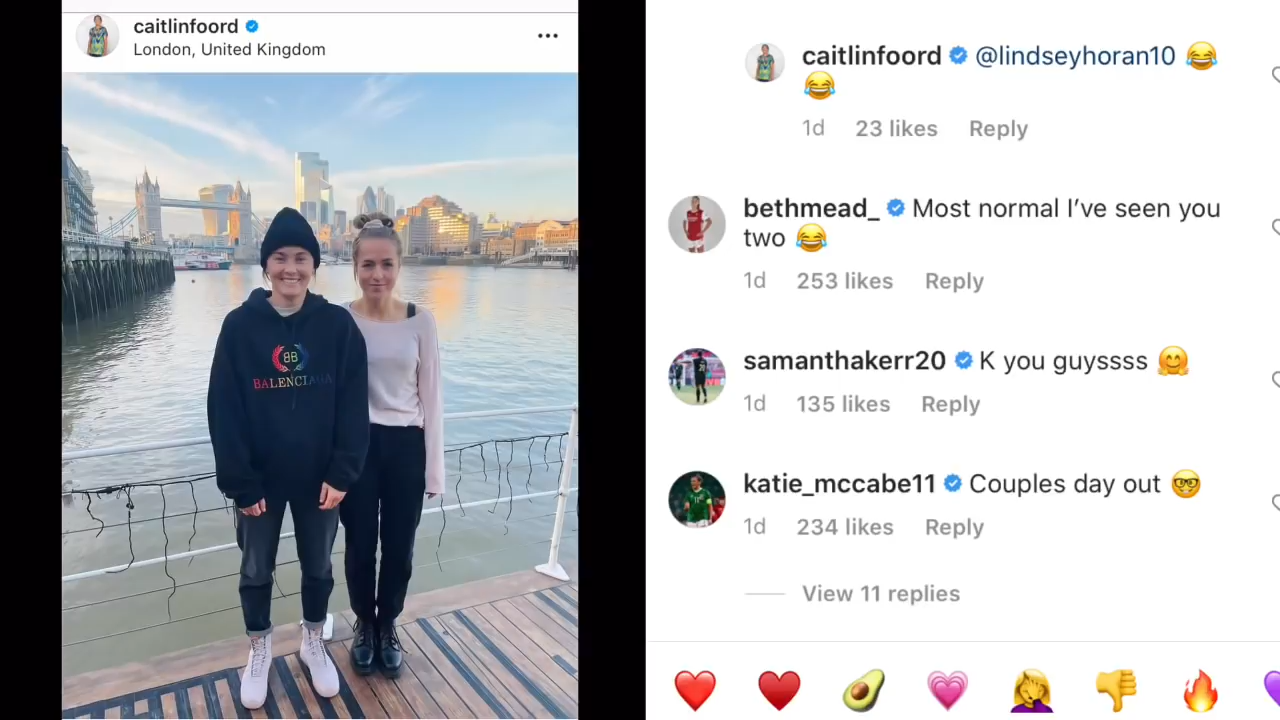 caitlinfoord
London, United Kingdom
BB
BALENCIAGA
caitlinfoord @lindseyhoran10 😂
😂
1d 23 likes Reply
bethmead_ Most normal I’ve seen you
two 😂
1d 253 likes Reply
samanthakerr20 K you guyssss 🤗
1d 135 likes Reply
katie_mccabe11 Couples day out 🤓
1d 234 likes Reply
View 11 replies